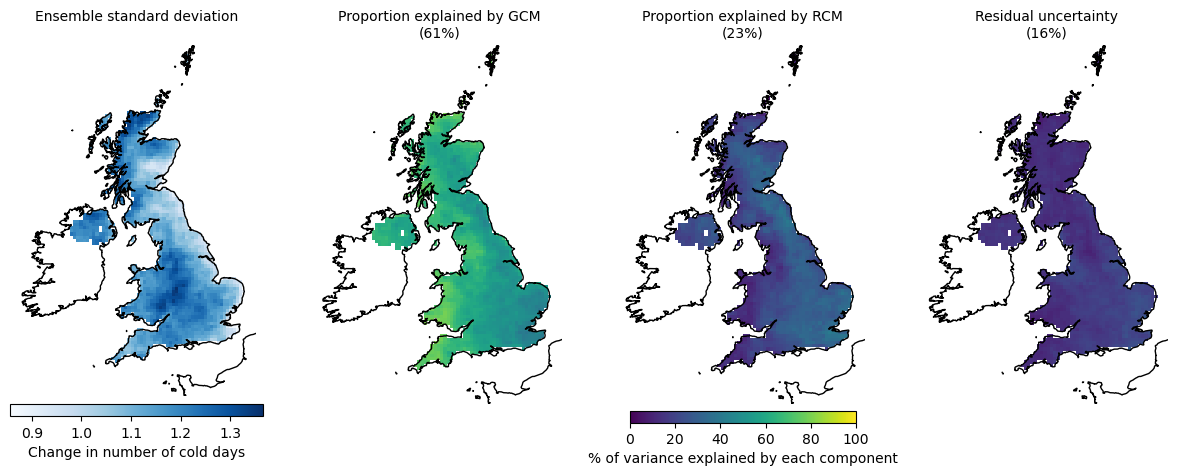 Ensemble standard deviation
Proportion explained by GCM
(61%)
Proportion explained by RCM
(23%)
Residual uncertainty
(16%)
0.9 1.0 1.1 1.2 1.3
Change in number of cold days
0 20 40 60 80 100
% of variance explained by each component